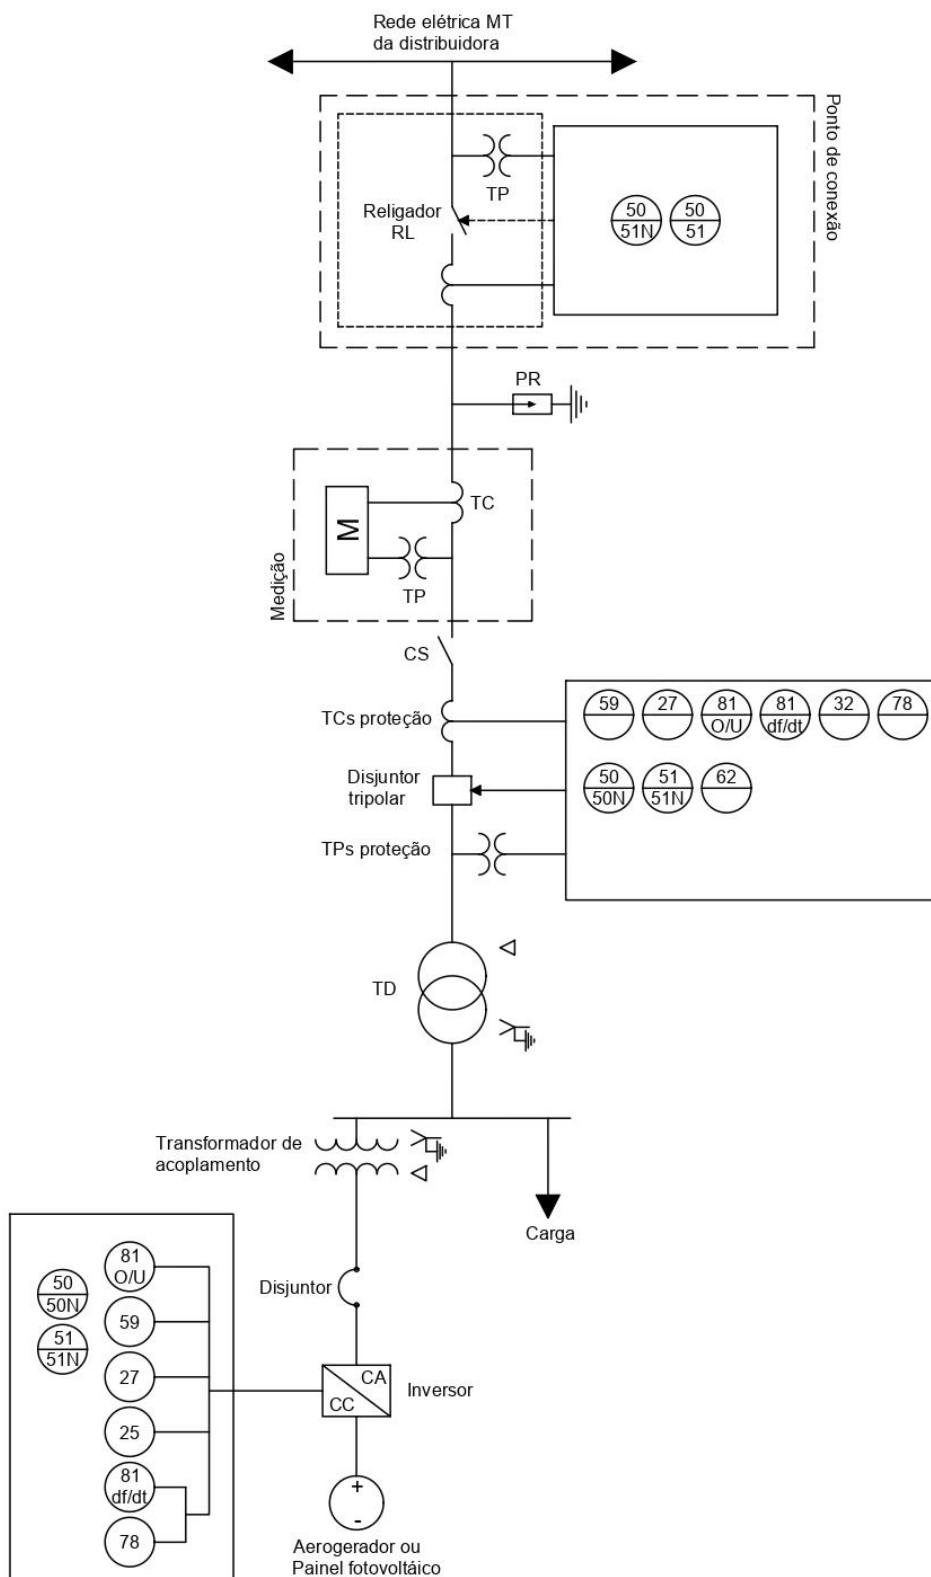 Rede elétrica MT
da distribuidora
Ponto de conexão
TP
Religador
RL
50
51N
50
51
PR
Medição
M
TC
TP
CS
TCs proteção
Disjuntor
tripolar
TPs proteção
59
27
81
O/U
81
df/dt
32
78
50
50N
51
51N
62
TD
Transformador de
acoplamento
Carga
Disjuntor
50
50N
51
51N
81
O/U
59
27
25
81
df/dt
78
CA
CC
Inversor
+
-
Aerogerador ou
Painel fotovoltáico